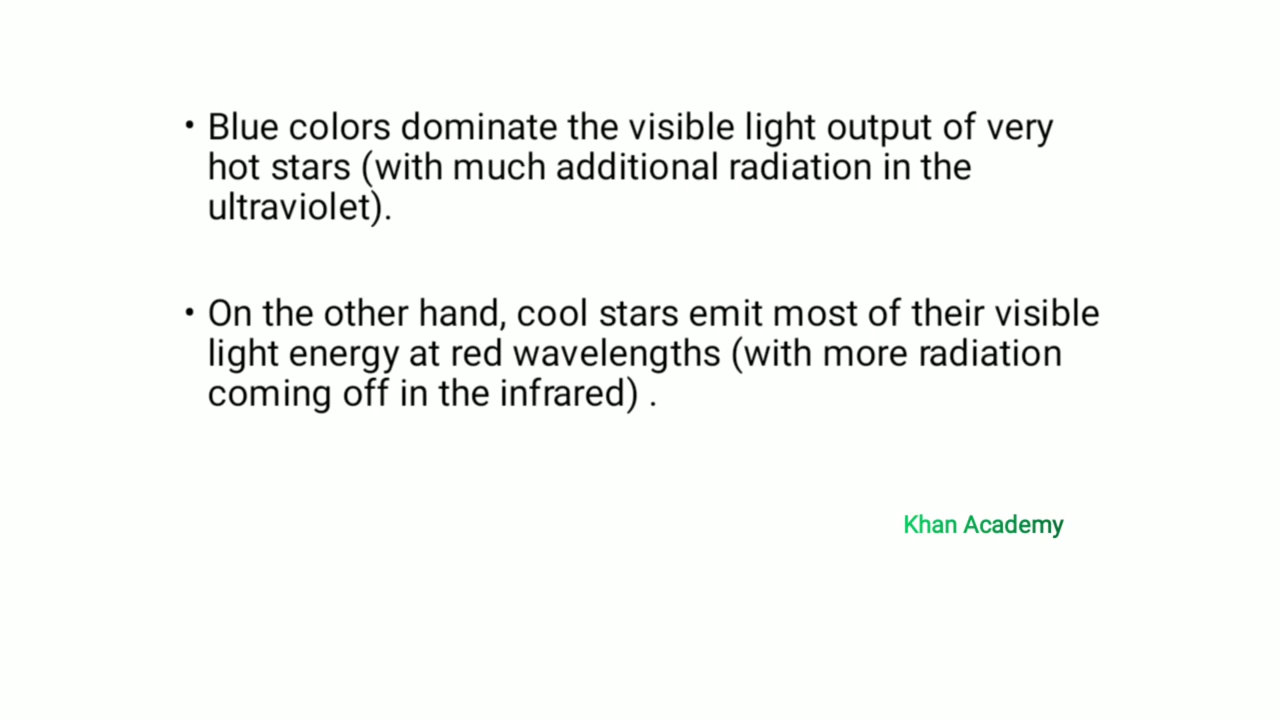 • Blue colors dominate the visible light output of very
hot stars (with much additional radiation in the
ultraviolet).
• On the other hand, cool stars emit most of their visible
light energy at red wavelengths (with more radiation
coming off in the infrared) .
Khan Academy